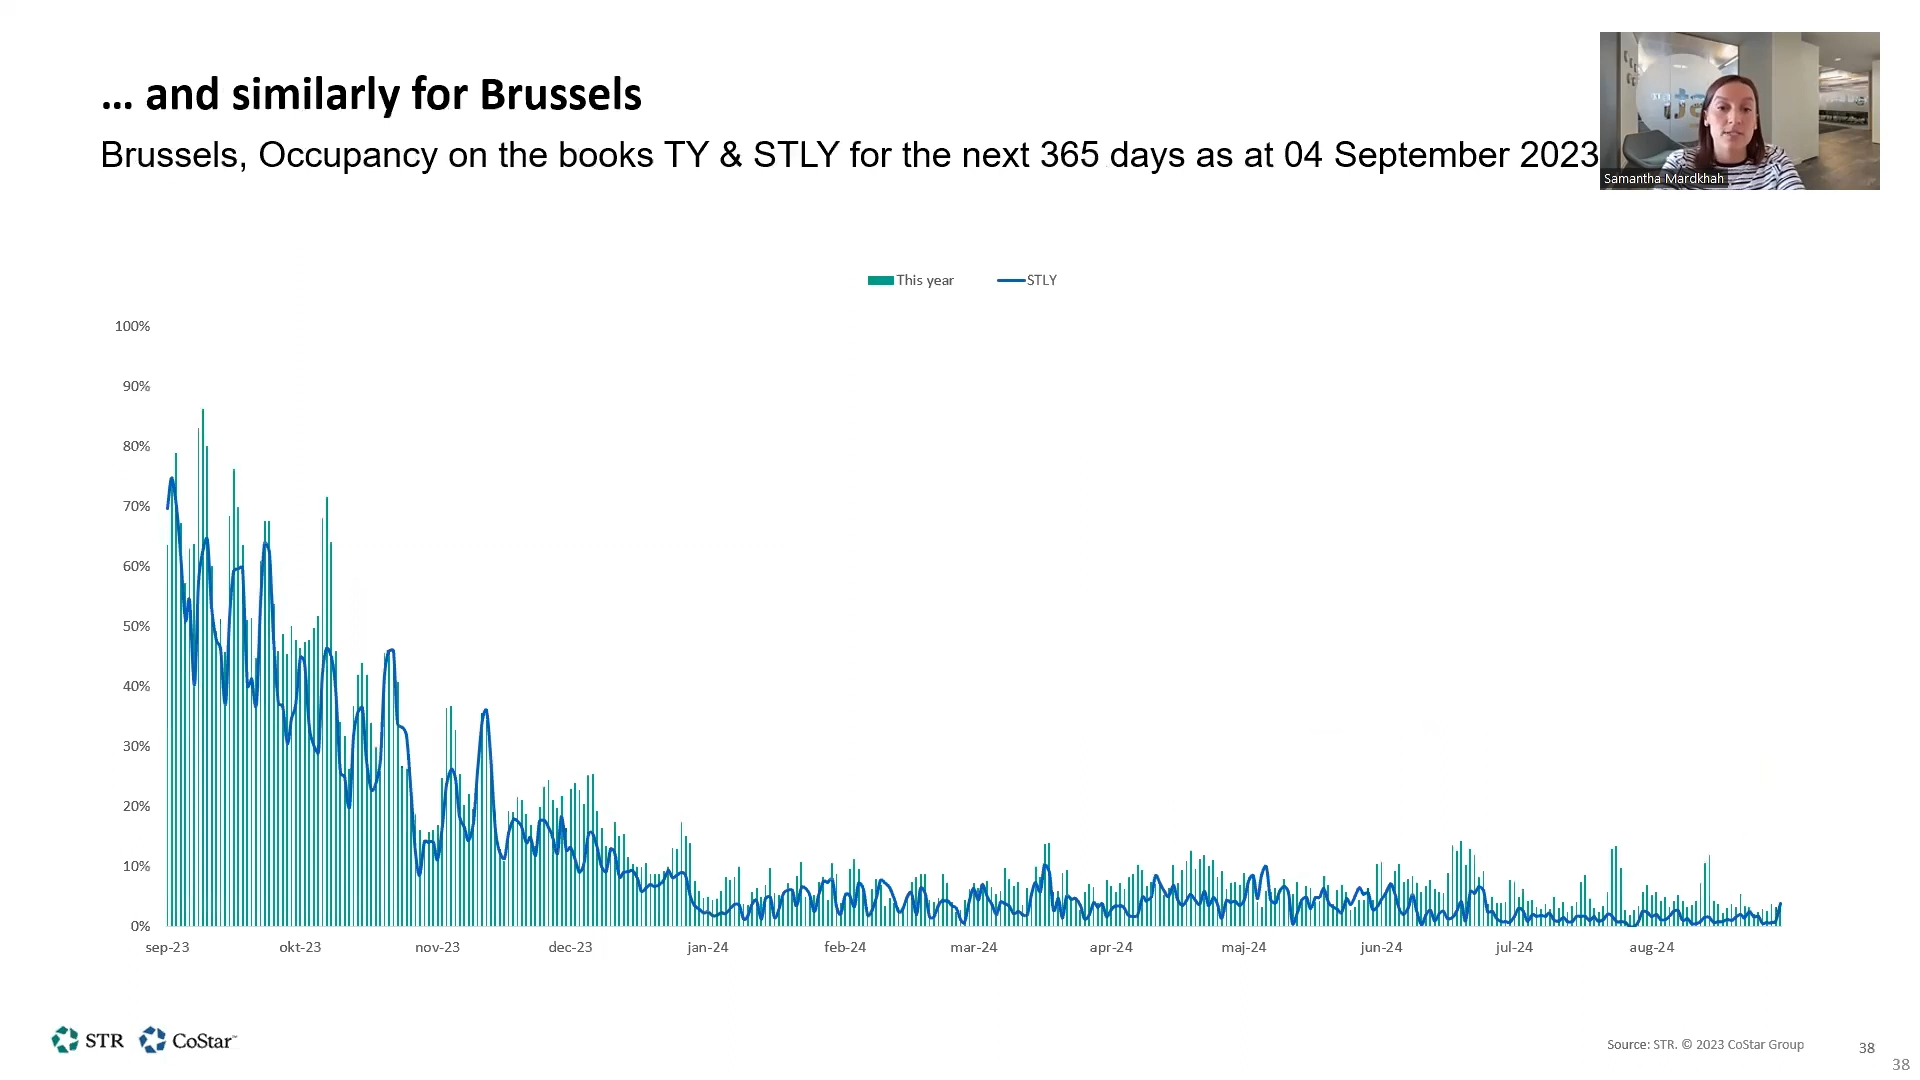 … and similarly for Brussels
Brussels, Occupancy on the books TY & STLY for the next 365 days as at 04 September 2023
Samantha Mardkhah
This year STLY
100%
90%
80%
70%
60%
50%
40%
30%
20%
10%
0%
sep-23 okt-23 nov-23 dec-23 jan-24 feb-24 mar-24 apr-24 maj-24 jun-24 jul-24 aug-24
STR CoStar™
Source: STR. © 2023 CoStar Group 38
38